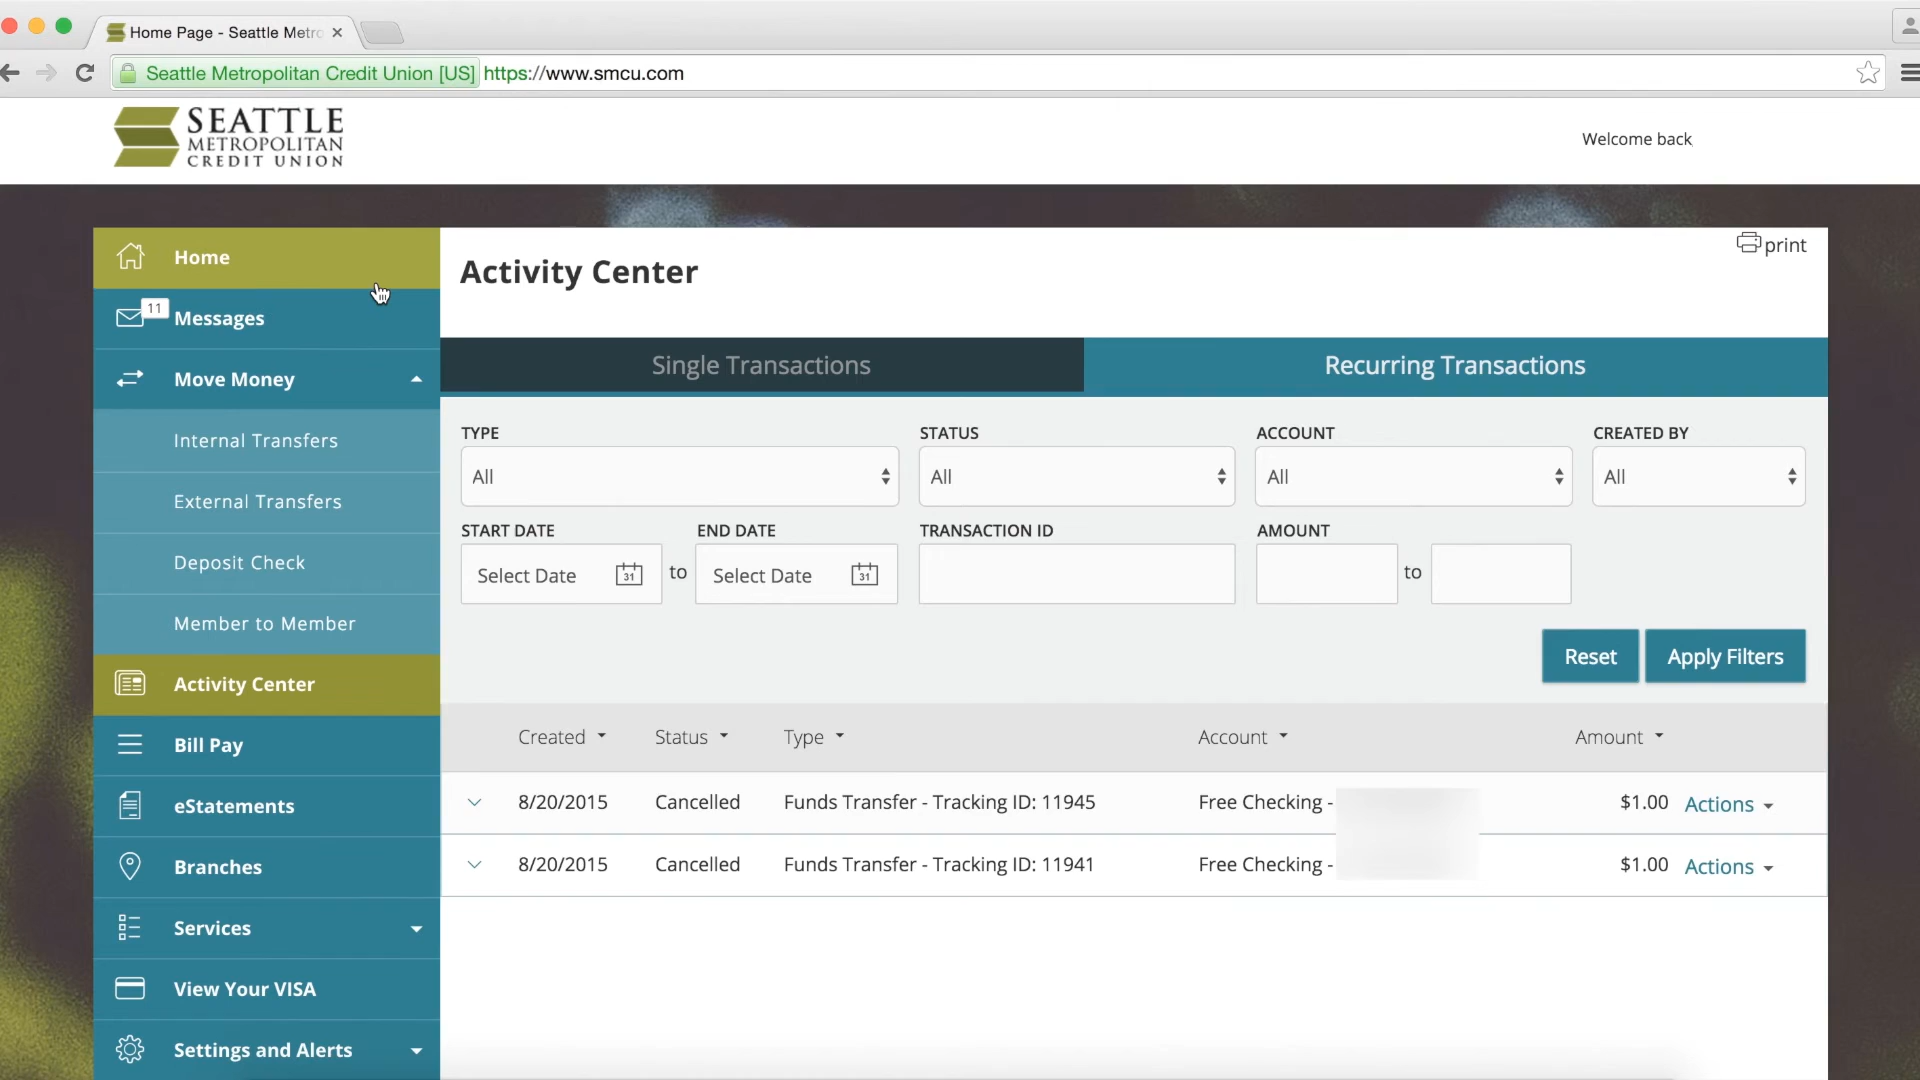 Home Page - Seattle Metro
Seattle Metropolitan Credit Union [US] https://www.smcu.com
SEATTLE
METROPOLITAN
CREDIT UNION
Welcome back
Home
11
Messages
Move Money
Internal Transfers
External Transfers
Deposit Check
Member to Member
Activity Center
Bill Pay
eStatements
Branches
Services
View Your VISA
Settings and Alerts
Activity Center
print
Single Transactions
Recurring Transactions
TYPE STATUS ACCOUNT CREATED BY
All All All All
START DATE END DATE TRANSACTION ID AMOUNT
Select Date 31 to Select Date 31 to
Reset Apply Filters
Created Status Type Account Amount
8/20/2015 Cancelled Funds Transfer - Tracking ID: 11945 Free Checking - $1.00 Actions
8/20/2015 Cancelled Funds Transfer - Tracking ID: 11941 Free Checking - $1.00 Actions